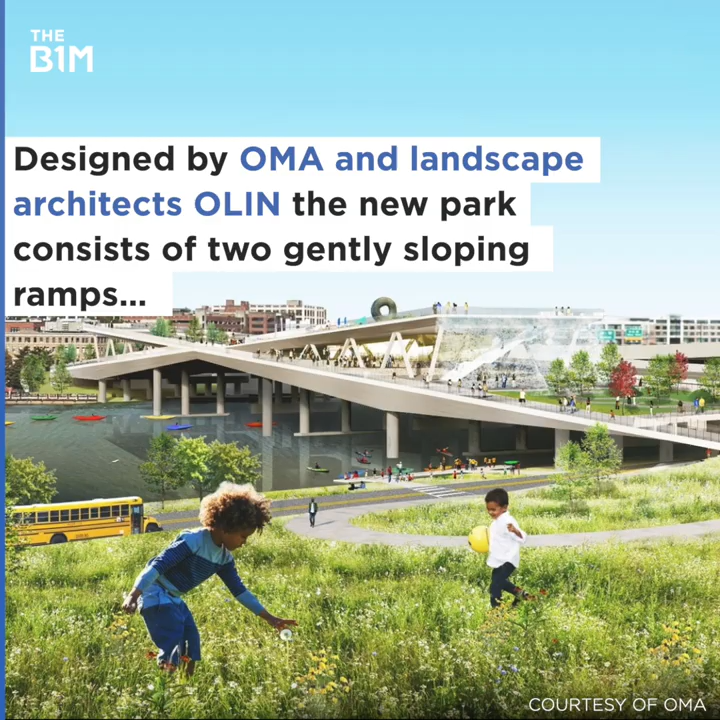 THE
B1M
Designed by OMA and landscape
architects OLIN the new park
consists of two gently sloping
ramps...
COURTESY OF OMA